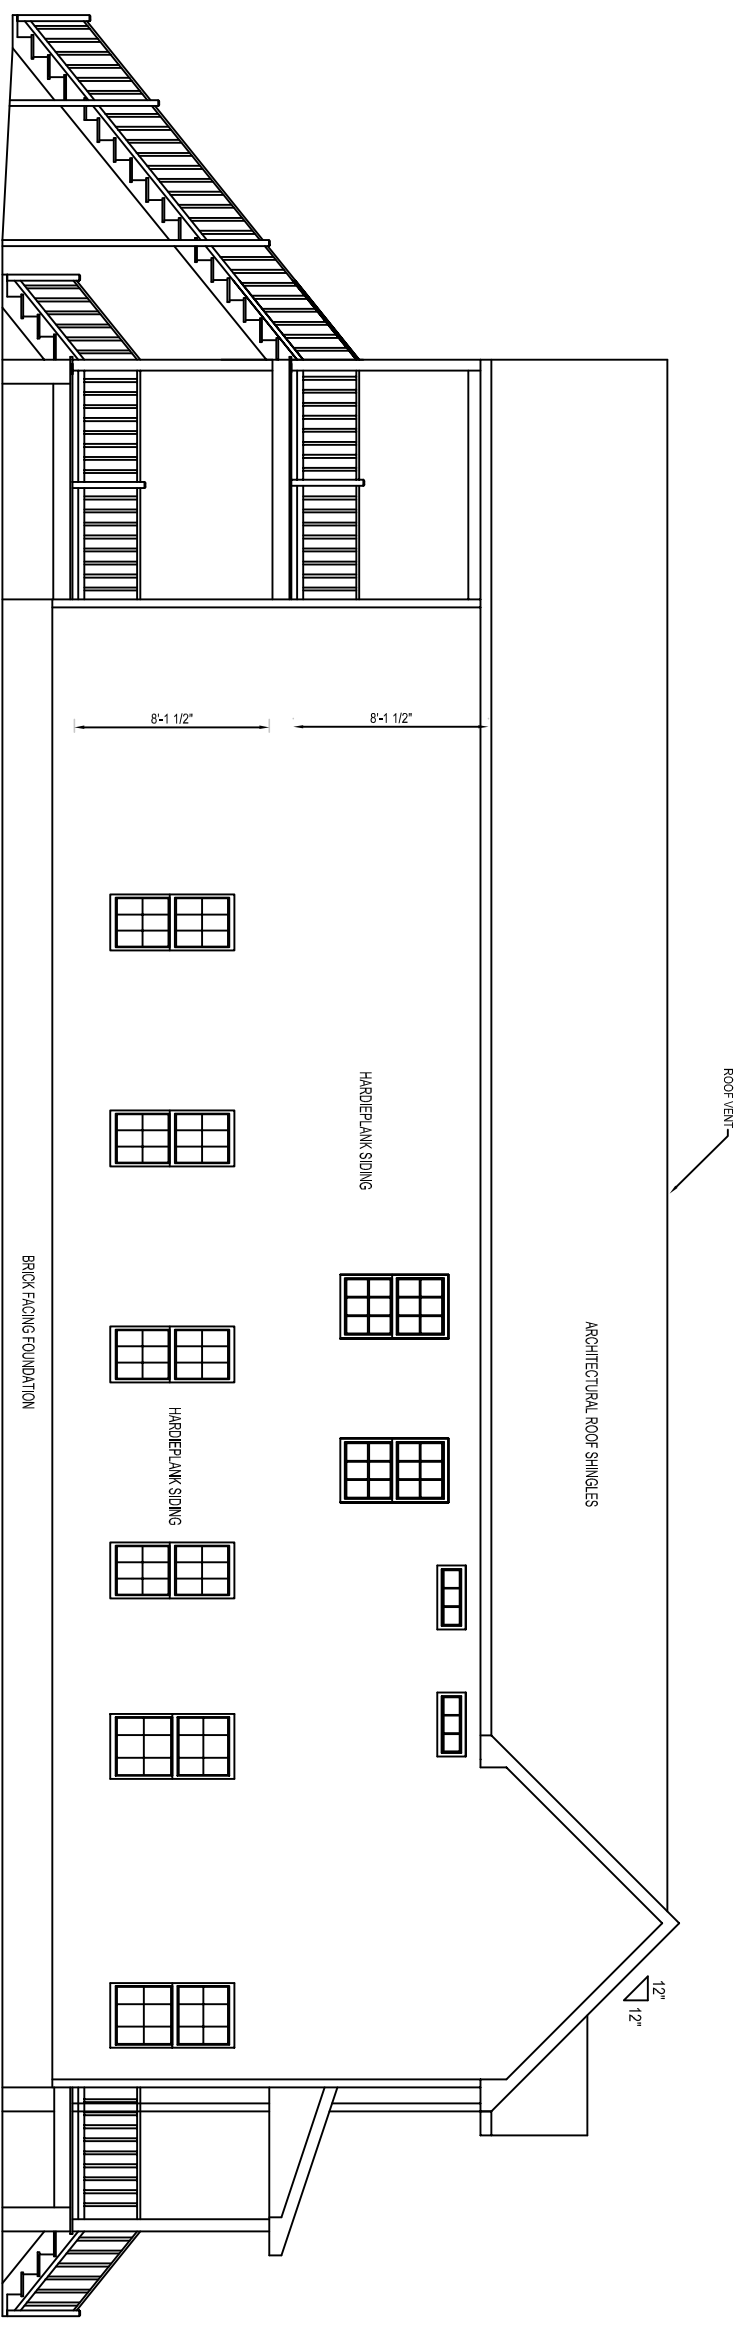 ROOF VENT
ARCHITECTURAL ROOF SHINGLES
12"
12"
8'-1 1/2"
HARDIEPLANK SIDING
8'-1 1/2"
HARDIEPLANK SIDING
BRICK FACING FOUNDATION